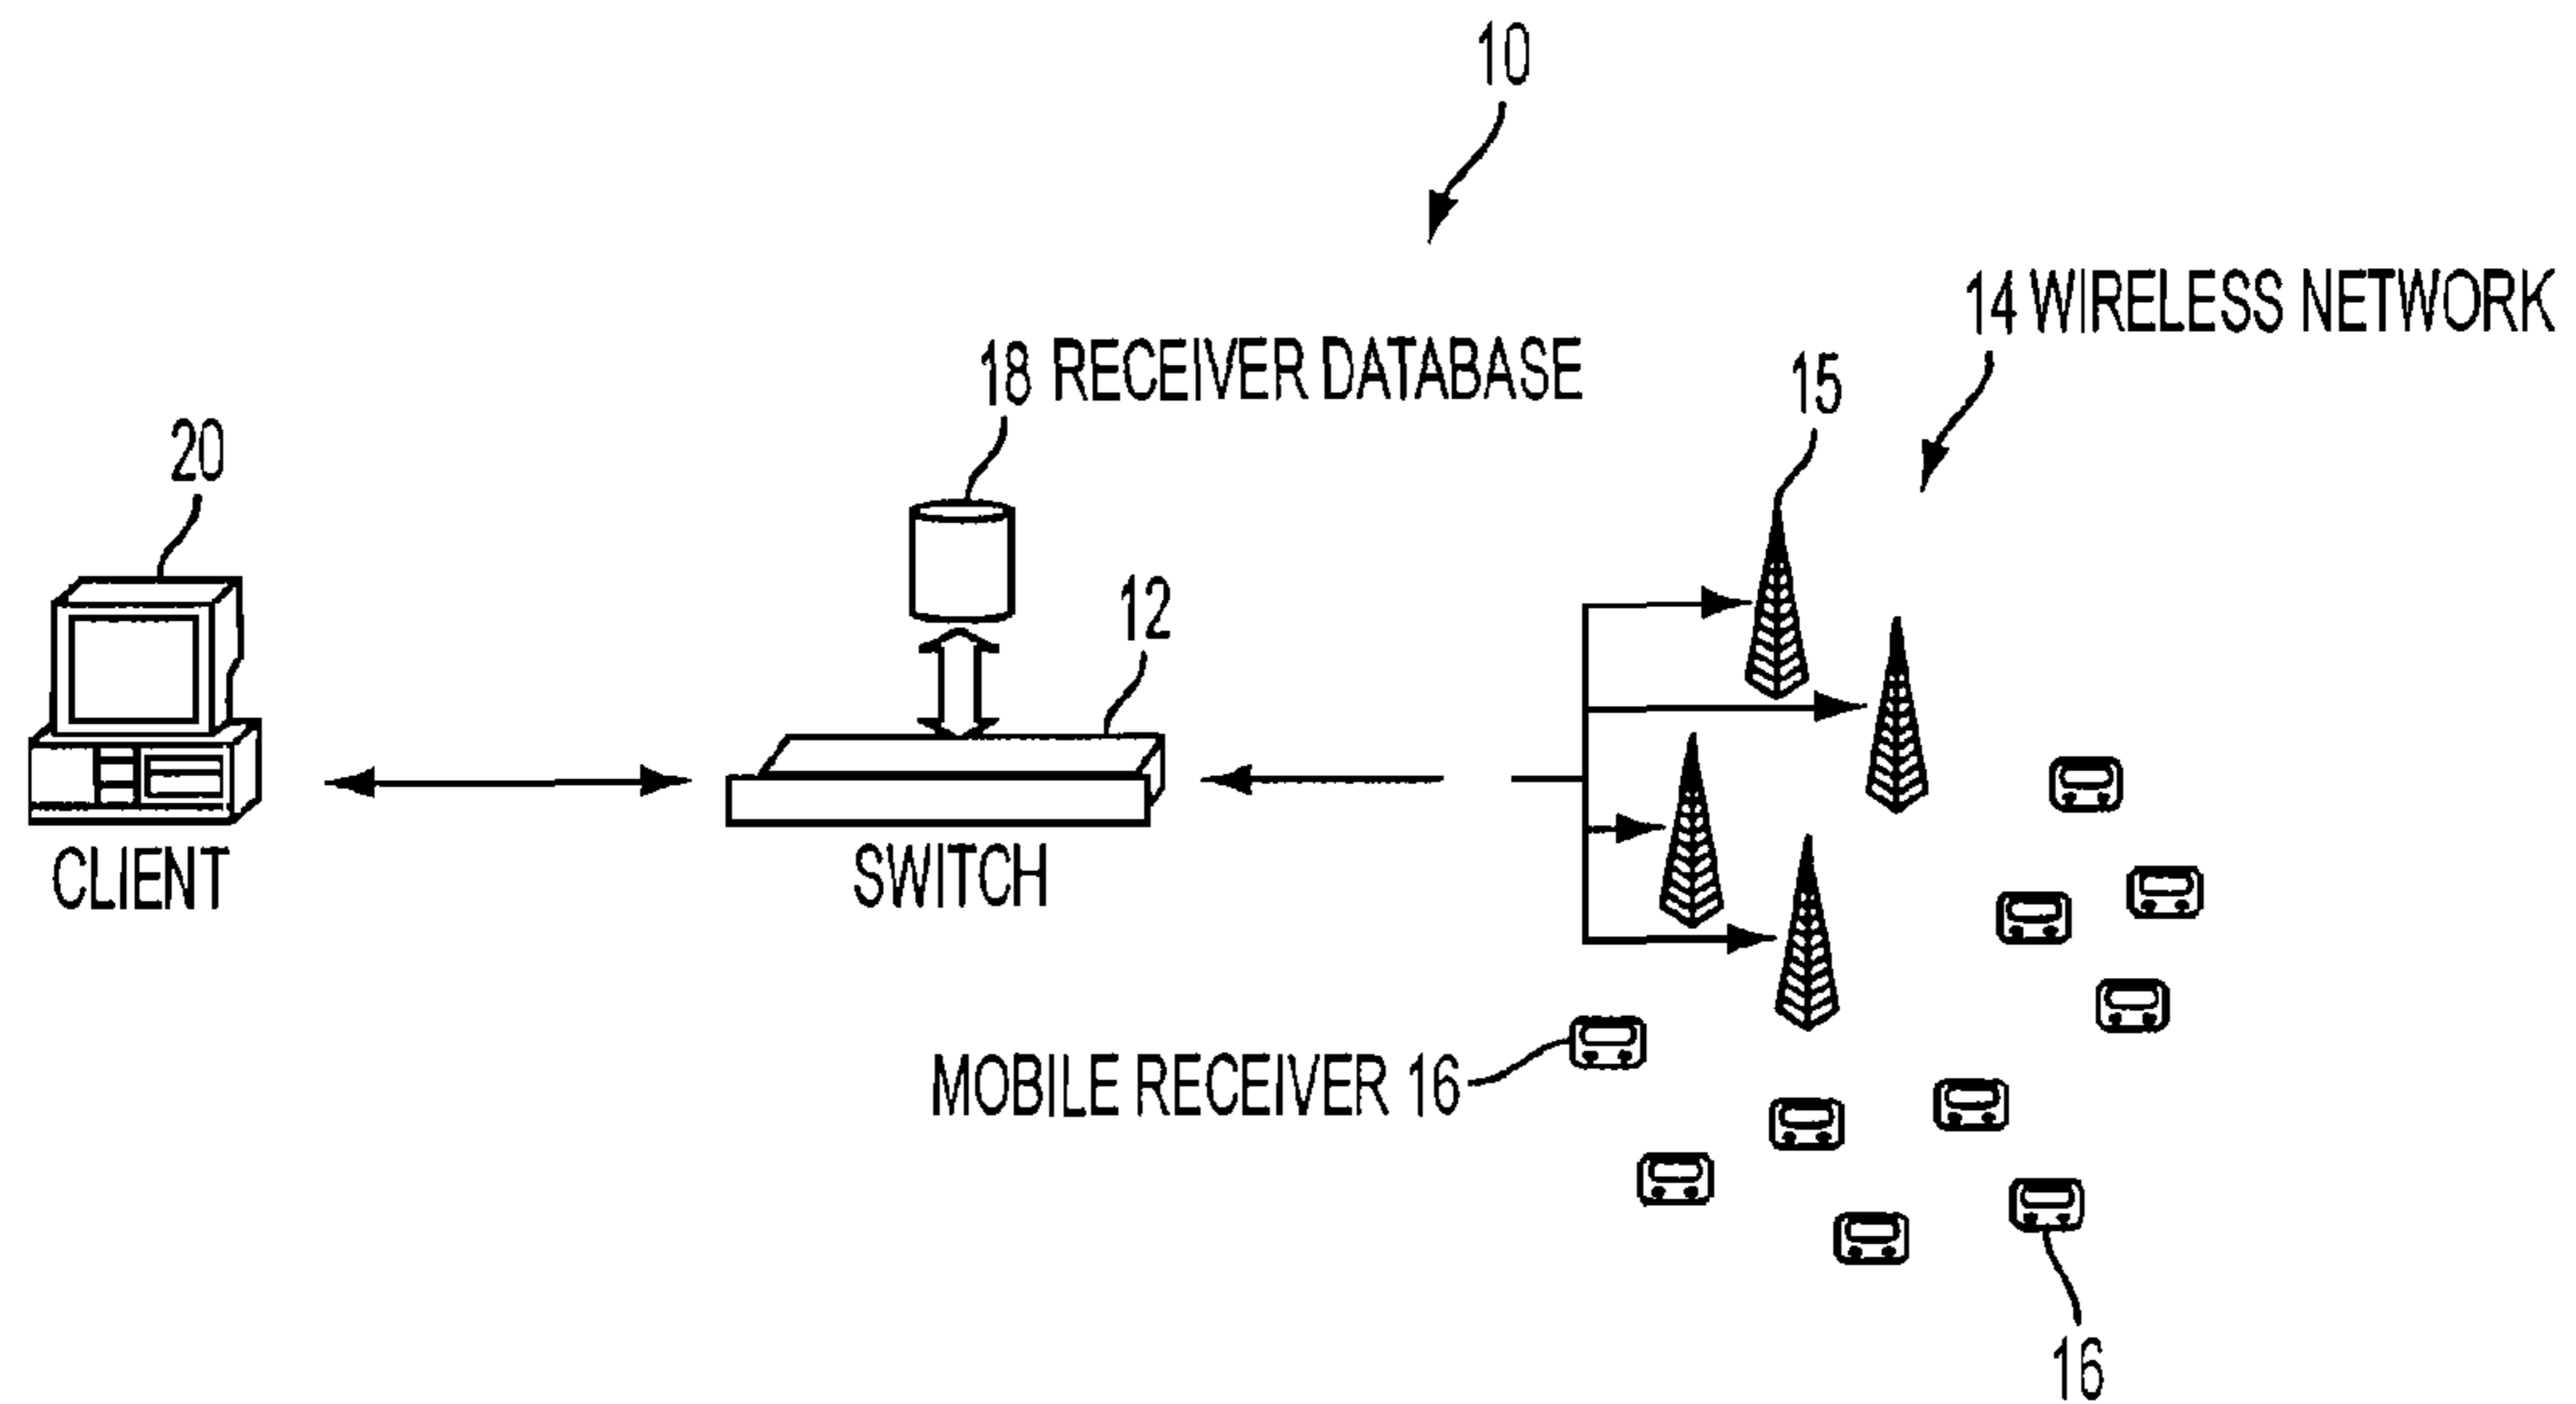 10
14 WIRELESS NETWORK
18 RECEIVER DATABASE
15
20
12
CLIENT
SWITCH
MOBILE RECEIVER 16
16